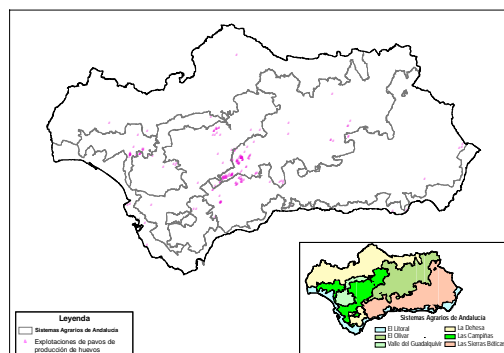 Leyenda
Sistemas Agrarios de Andalucía
Explotaciones de pavos de
producción de huevos
Sistemas Agrarios de Andalucía
El Litoral
La Dehesa
El Olivar
Las Campiñas
Valle del Guadalquivir
Las Sierras Béticas